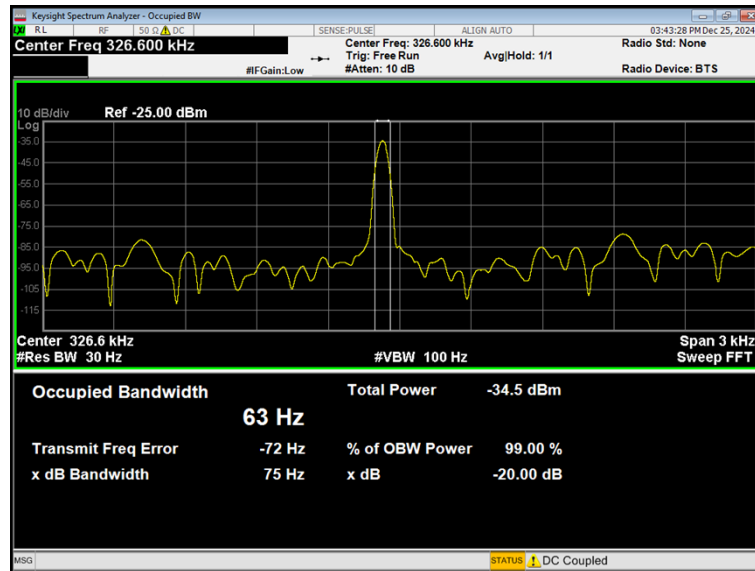 Keysight Spectrum Analyzer - Occupied BW
LXI RL RF 50 Ω DC SENSE:PULSE ALIGN AUTO 03:43:28 PM Dec 25, 2024
Center Freq 326.600 kHz Center Freq: 326.600 kHz Radio Std: None
Trig: Free Run Avg|Hold: 1/1
#IFGain:Low #Atten: 10 dB Radio Device: BTS
10 dB/div Ref -25.00 dBm
Log
-35.0
-45.0
-55.0
-65.0
-75.0
-85.0
-95.0
-105
-115
Center 326.6 kHz Span 3 kHz
#Res BW 30 Hz #VBW 100 Hz Sweep FFT
Occupied Bandwidth Total Power -34.5 dBm
63 Hz
Transmit Freq Error -72 Hz % of OBW Power 99.00 %
x dB Bandwidth 75 Hz x dB -20.00 dB
MSG STATUS DC Coupled